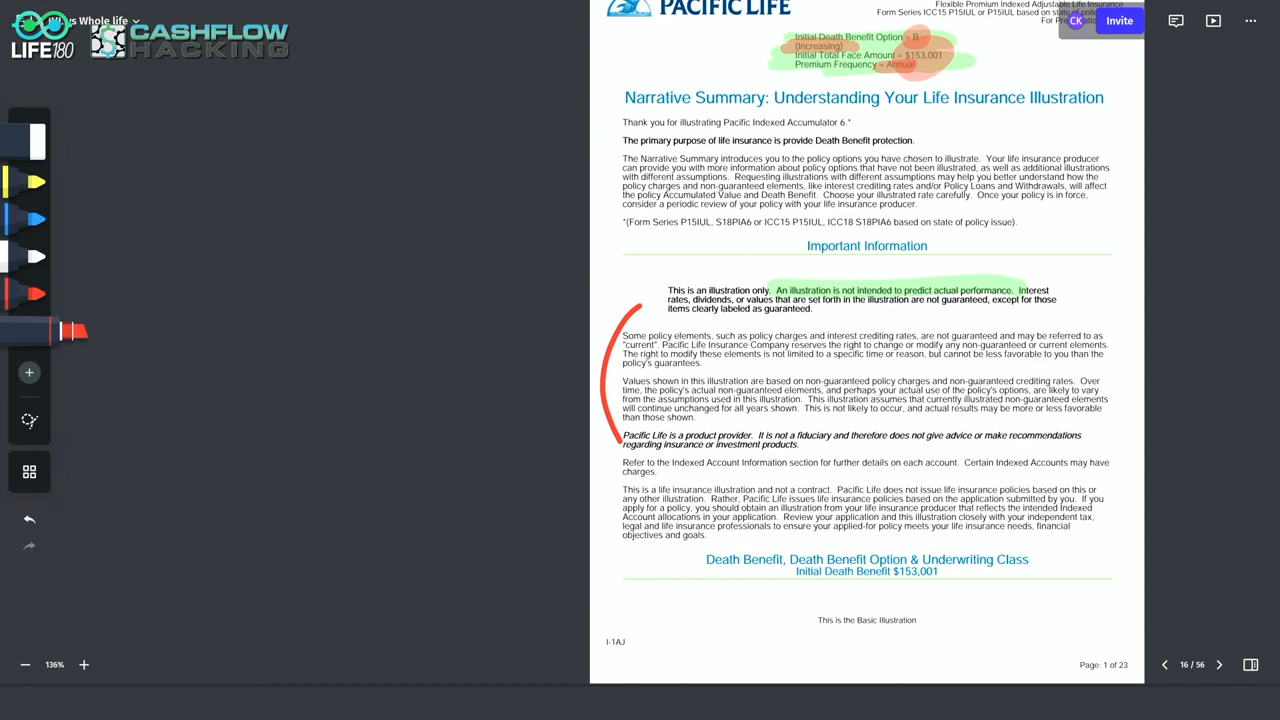 s Whole life
LIFE180
CASHFLOW
HACKING
CK
Invite
PACIFIC LIFE
Flexible Premium Indexed Adjustable Life Insurance
Form Series ICC15 P15IUL or P15IUL based on state of policy
For Pre
Initial Death Benefit Option = B -
(Increasing)
Initial Total Face Amount = $153,001
Premium Frequency = Annual
Narrative Summary: Understanding Your Life Insurance Illustration
Thank you for illustrating Pacific Indexed Accumulator 6.*
The primary purpose of life insurance is provide Death Benefit protection.
The Narrative Summary introduces you to the policy options you have chosen to illustrate. Your life insurance producer
can provide you with more information about policy options that have not been illustrated, as well as additional illustrations
with different assumptions. Requesting illustrations with different assumptions may help you better understand how the
policy charges and non-guaranteed elements, like interest crediting rates and/or Policy Loans and Withdrawals, will affect
the policy Accumulated Value and Death Benefit. Choose your illustrated rate carefully. Once your policy is in force,
consider a periodic review of your policy with your life insurance producer.
*(Form Series P15IUL, S18PIA6 or ICC15 P15IUL, ICC18 S18PIA6 based on state of policy issue).
Important Information
This is an illustration only. An illustration is not intended to predict actual performance. Interest
rates, dividends, or values that are set forth in the illustration are not guaranteed, except for those
items clearly labeled as guaranteed.
Some policy elements, such as policy charges and interest crediting rates, are not guaranteed and may be referred to as
"current". Pacific Life Insurance Company reserves the right to change or modify any non-guaranteed or current elements.
The right to modify these elements is not limited to a specific time or reason, but cannot be less favorable to you than the
policy's guarantees.
Values shown in this illustration are based on non-guaranteed policy charges and non-guaranteed crediting rates. Over
time, the policy's actual non-guaranteed elements, and perhaps your actual use of the policy's options, are likely to vary
from the assumptions used in this illustration. This illustration assumes that currently illustrated non-guaranteed elements
will continue unchanged for all years shown. This is not likely to occur, and actual results may be more or less favorable
than those shown.
Pacific Life is a product provider. It is not a fiduciary and therefore does not give advice or make recommendations
regarding insurance or investment products.
Refer to the Indexed Account Information section for further details on each account. Certain Indexed Accounts may have
charges.
This is a life insurance illustration and not a contract. Pacific Life does not issue life insurance policies based on this or
any other illustration. Rather, Pacific Life issues life insurance policies based on the application submitted by you. If you
apply for a policy, you should obtain an illustration from your life insurance producer that reflects the intended Indexed
Account allocations in your application. Review your application and this illustration closely with your independent tax,
legal and life insurance professionals to ensure your applied-for policy meets your life insurance needs, financial
objectives and goals.
Death Benefit, Death Benefit Option & Underwriting Class
Initial Death Benefit $153,001
This is the Basic Illustration
I-1AJ
Page: 1 of 23
136%
16 / 56